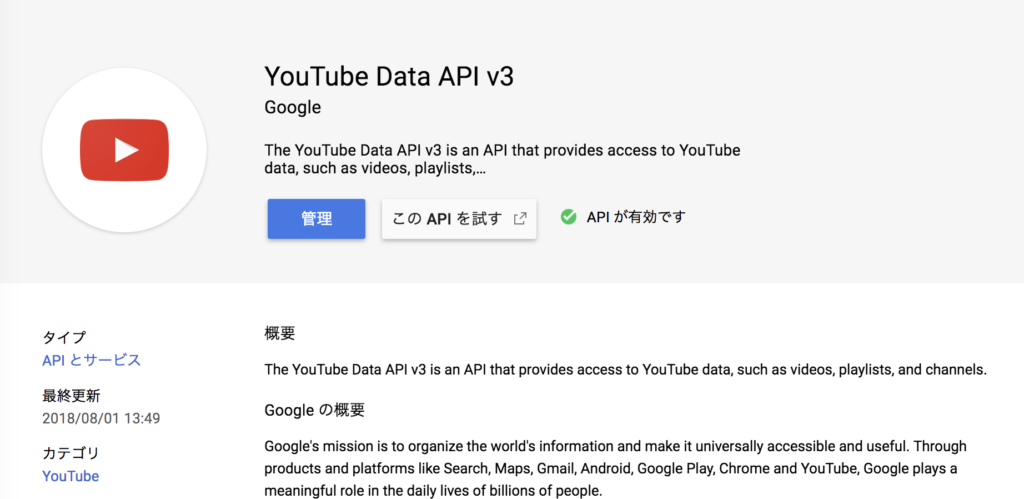 YouTube Data API v3
Google
The YouTube Data API v3 is an API that provides access to YouTube
data, such as videos, playlists,...
管理
この API を試す
API が有効です
タイプ
API とサービス
最終更新
2018/08/01 13:49
カテゴリ
YouTube
概要
The YouTube Data API v3 is an API that provides access to YouTube data, such as videos, playlists, and channels.
Google の概要
Google's mission is to organize the world's information and make it universally accessible and useful. Through
products and platforms like Search, Maps, Gmail, Android, Google Play, Chrome and YouTube, Google plays a
meaningful role in the daily lives of billions of people.